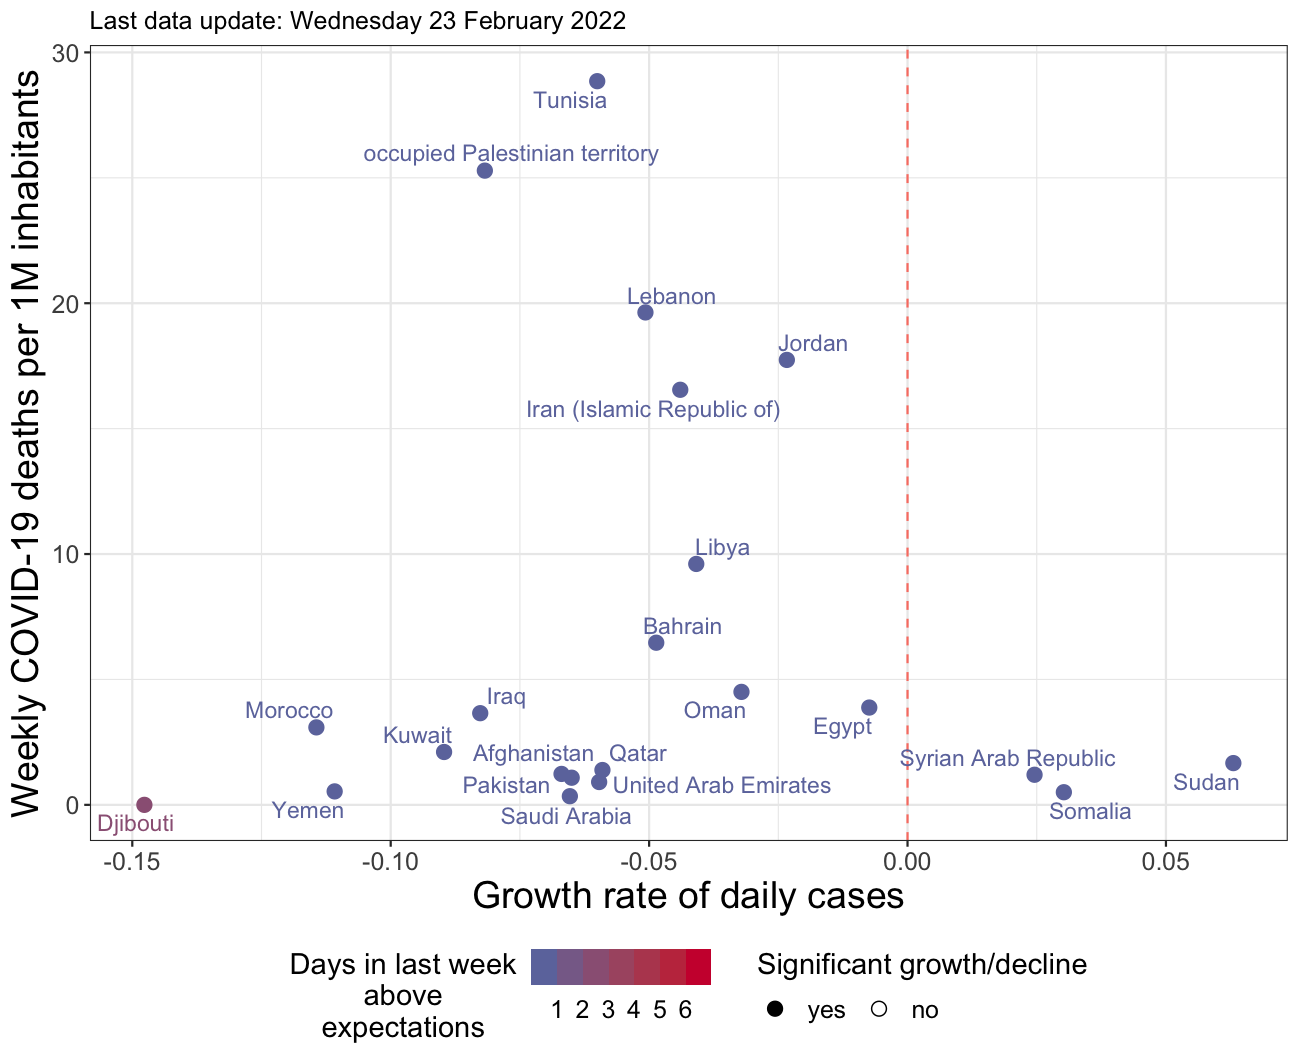 Last data update: Wednesday 23 February 2022
Weekly COVID-19 deaths per 1M inhabitants
30
20
10
0
Tunisia
occupied Palestinian territory
Lebanon
Jordan
Iran (Islamic Republic of)
Libya
Bahrain
Iraq
Morocco
Oman
Egypt
Kuwait
Afghanistan
Qatar
Syrian Arab Republic
Pakistan
United Arab Emirates
Sudan
Yemen
Saudi Arabia
Somalia
Djibouti
-0.15
-0.10
-0.05
0.00
0.05
Growth rate of daily cases
Days in last week
above
expectations
1 2 3 4 5 6
Significant growth/decline
yes
no